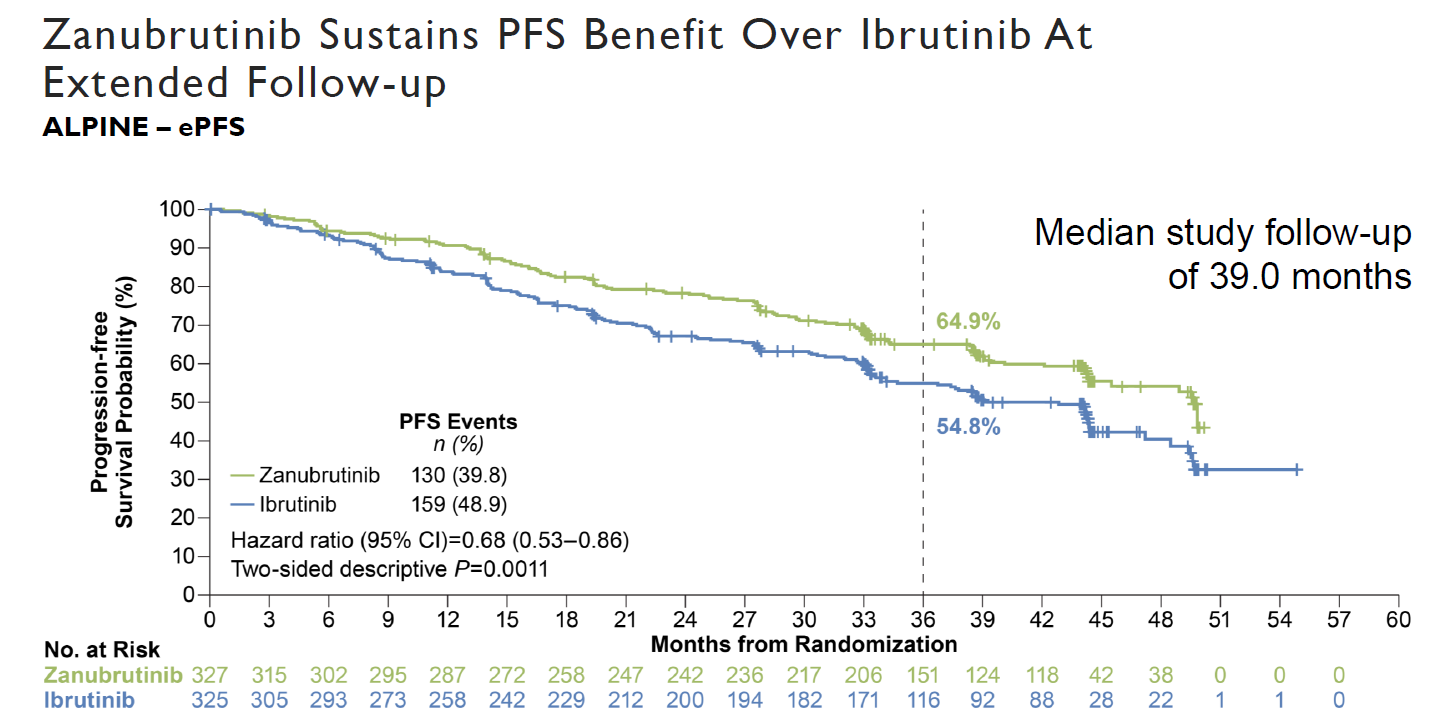 Zanubrutinib Sustains PFS Benefit Over Ibrutinib At
Extended Follow-up
ALPINE – ePFS
Median study follow-up
of 39.0 months
Progression-free
Survival Probability (%)
100
90
80
70
60
50
40
30
20
10
0
64.9%
54.8%
PFS Events
n (%)
Zanubrutinib 130 (39.8)
Ibrutinib 159 (48.9)
Hazard ratio (95% CI)=0.68 (0.53–0.86)
Two-sided descriptive P=0.0011
0 3 6 9 12 15 18 21 24 27 30 33 36 39 42 45 48 51 54 57 60
Months from Randomization
No. at Risk
Zanubrutinib 327 315 302 295 287 272 258 247 242 236 217 206 151 124 118 42 38 0 0 0
Ibrutinib 325 305 293 273 258 242 229 212 200 194 182 171 116 92 88 28 22 1 1 0